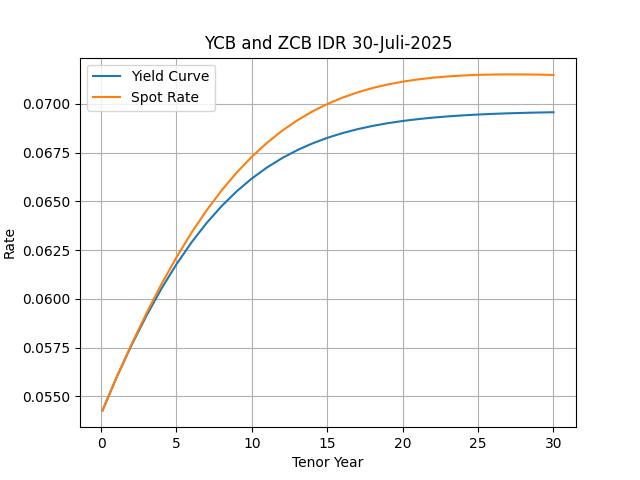 YCB and ZCB IDR 30-Juli-2025
Yield Curve
Spot Rate
0.0700
0.0675
0.0650
0.0625
0.0600
0.0575
0.0550
Rate
0 5 10 15 20 25 30
Tenor Year